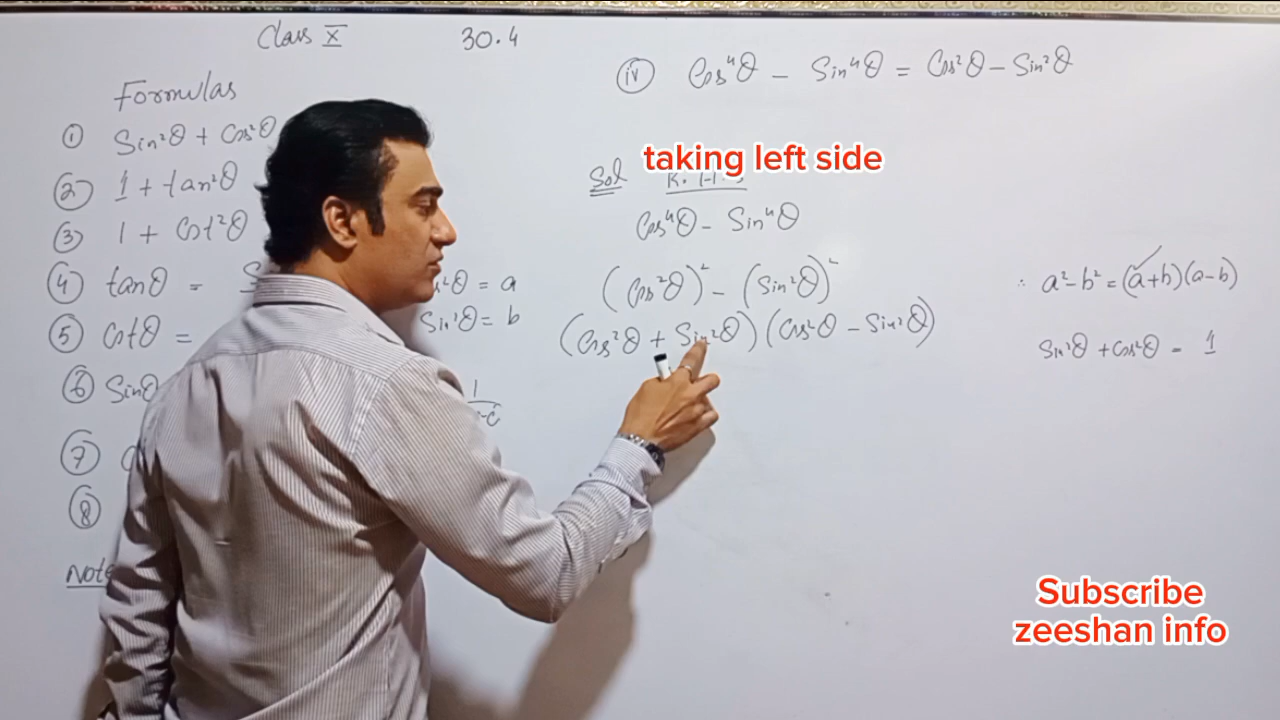 Class X 30.4
Formulas
① Sin²θ + Cos²θ
② 1 + tan²θ
③ 1 + Cot²θ
④ tanθ = S
⑤ Cotθ =
⑥ Sinθ
⑦
⑧
Note
Sin²θ = b
= a
1
iv Cos⁴θ - Sin⁴θ = Cos²θ - Sin²θ
taking left side
Sol R.H.S
Cos⁴θ - Sin⁴θ
(Cos²θ)² - (Sin²θ)²
(Cos²θ + Sin²θ) (Cos²θ - Sin²θ)
∴ a² - b² = (a+b)(a-b)
Sin²θ + Cos²θ = 1
Subscribe
zeeshan info